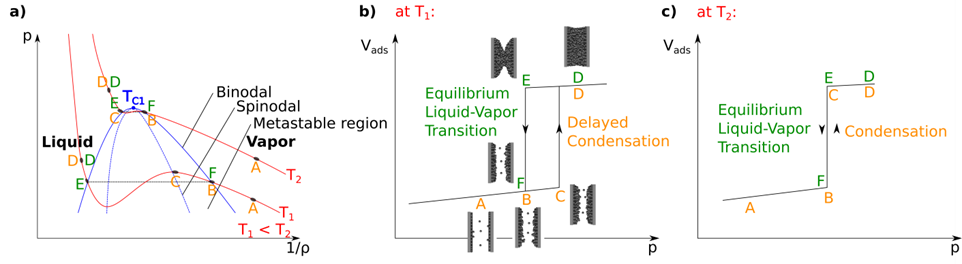 a)
p
D D
T_C1
E F
C B
Binodal
Spinodal
Metastable region
Liquid
Vapor
D D
A
T_2
E
C
F
B
A
T_1
T_1 < T_2
1/ρ
b) at T_1:
V_ads
E
D
D
Equilibrium
Liquid-Vapor
Transition
Delayed
Condensation
F
A
B
C
p
c) at T_2:
V_ads
E
D
C
D
Equilibrium
Liquid-Vapor
Transition
Condensation
F
A
B
p